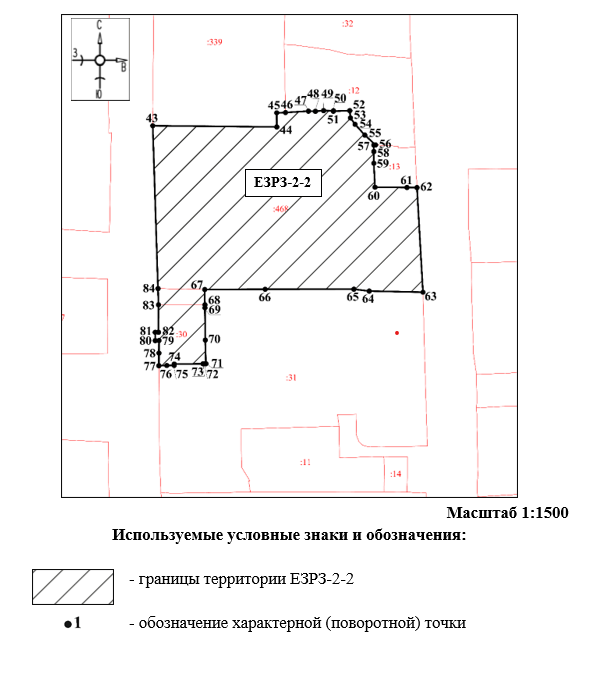 :32
С
:339
З
В
Ю
:12
45 46 47 48 49 50 52
43
44
51 53
54
55
57 56
58
59 :13
ЕЗРЗ-2-2
60 61 62
:468
84 67
66 65 64 63
83 68
69
81 82 :30
80 79 70
78 74
77 76 75 73 71
72
:31
:11
:14
Масштаб 1:1500
Используемые условные знаки и обозначения:
- границы территории ЕЗРЗ-2-2
●1 - обозначение характерной (поворотной) точки